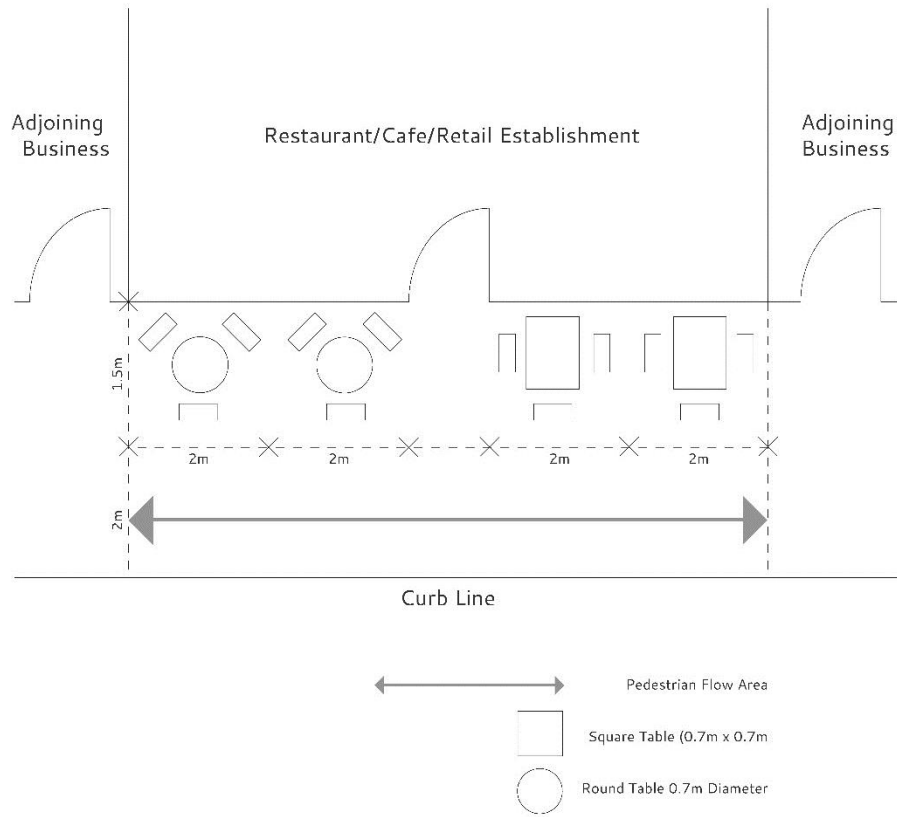 Adjoining
Business
Restaurant/Cafe/Retail Establishment
Adjoining
Business
1.5m
2m
2m
2m
2m
2m
Curb Line
Pedestrian Flow Area
Square Table (0.7m x 0.7m
Round Table 0.7m Diameter